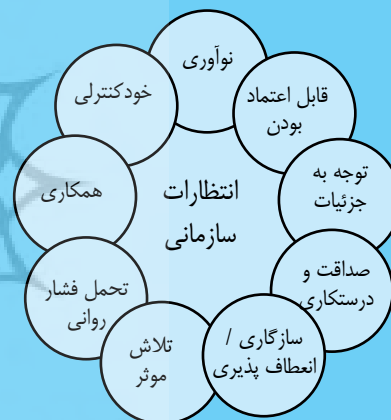 انتظارات
سازمانی
نوآوری
قابل اعتماد
بودن
توجه به
جزئیات
صداقت و
درستکاری
سازگاری /
انعطاف پذیری
تلاش
موثر
تحمل فشار
روانی
همکاری
خودکنترلی